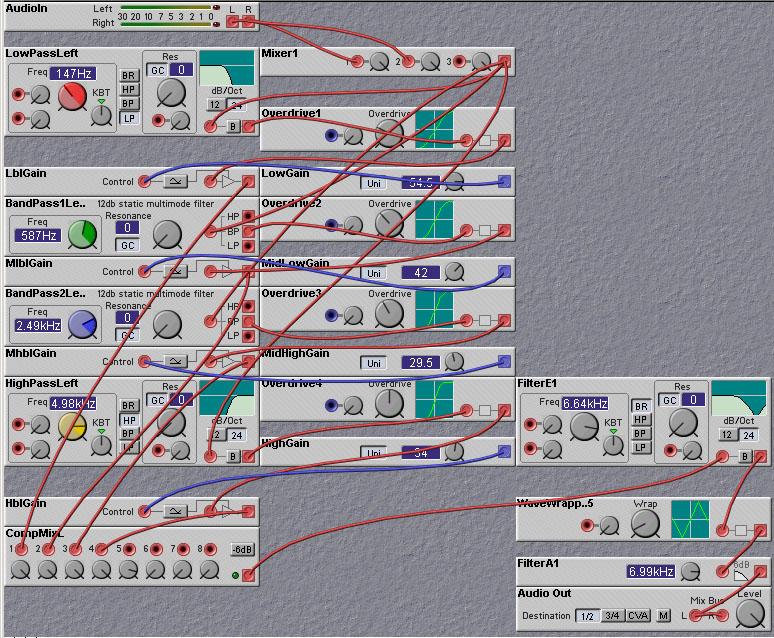 AudioIn Left L R
Right 30 20 10 7 5 3 2 1 0
LowPassLeft Res Mixer1
Freq 147Hz BR GC 0 1 2 3
HP
KBT BP dB/Oct
LP 12 24
B Overdrive1 Overdrive
LblGain LowGain
Control Uni 54.5
BandPass1Le.. 12db static multimode filter Overdrive2 Overdrive
Freq Resonance HP
587Hz 0 BP
GC LP
MlblGain MidLowGain
Control Uni 42
BandPass2Le.. 12db static multimode filter Overdrive3 Overdrive
Freq Resonance HP
2.49kHz 0 BP
GC LP
MhblGain MidHighGain
Control Uni 29.5
HighPassLeft Res Overdrive4 Overdrive FilterE1 Res
Freq 4.98kHz BR GC 0 Freq 6.64kHz BR GC 0
HP HP
KBT BP dB/Oct KBT BP dB/Oct
LP 12 24 LP 12 24
B B
HighGain
Uni 54
HblGain WaveWrapp..5 Wrap
Control
CompMixL
1 2 3 4 5 6 7 8 -6dB
FilterA1 6.99kHz 6dB
Audio Out Mix Bus Level
Destination 1/2 3/4 CVA M L R